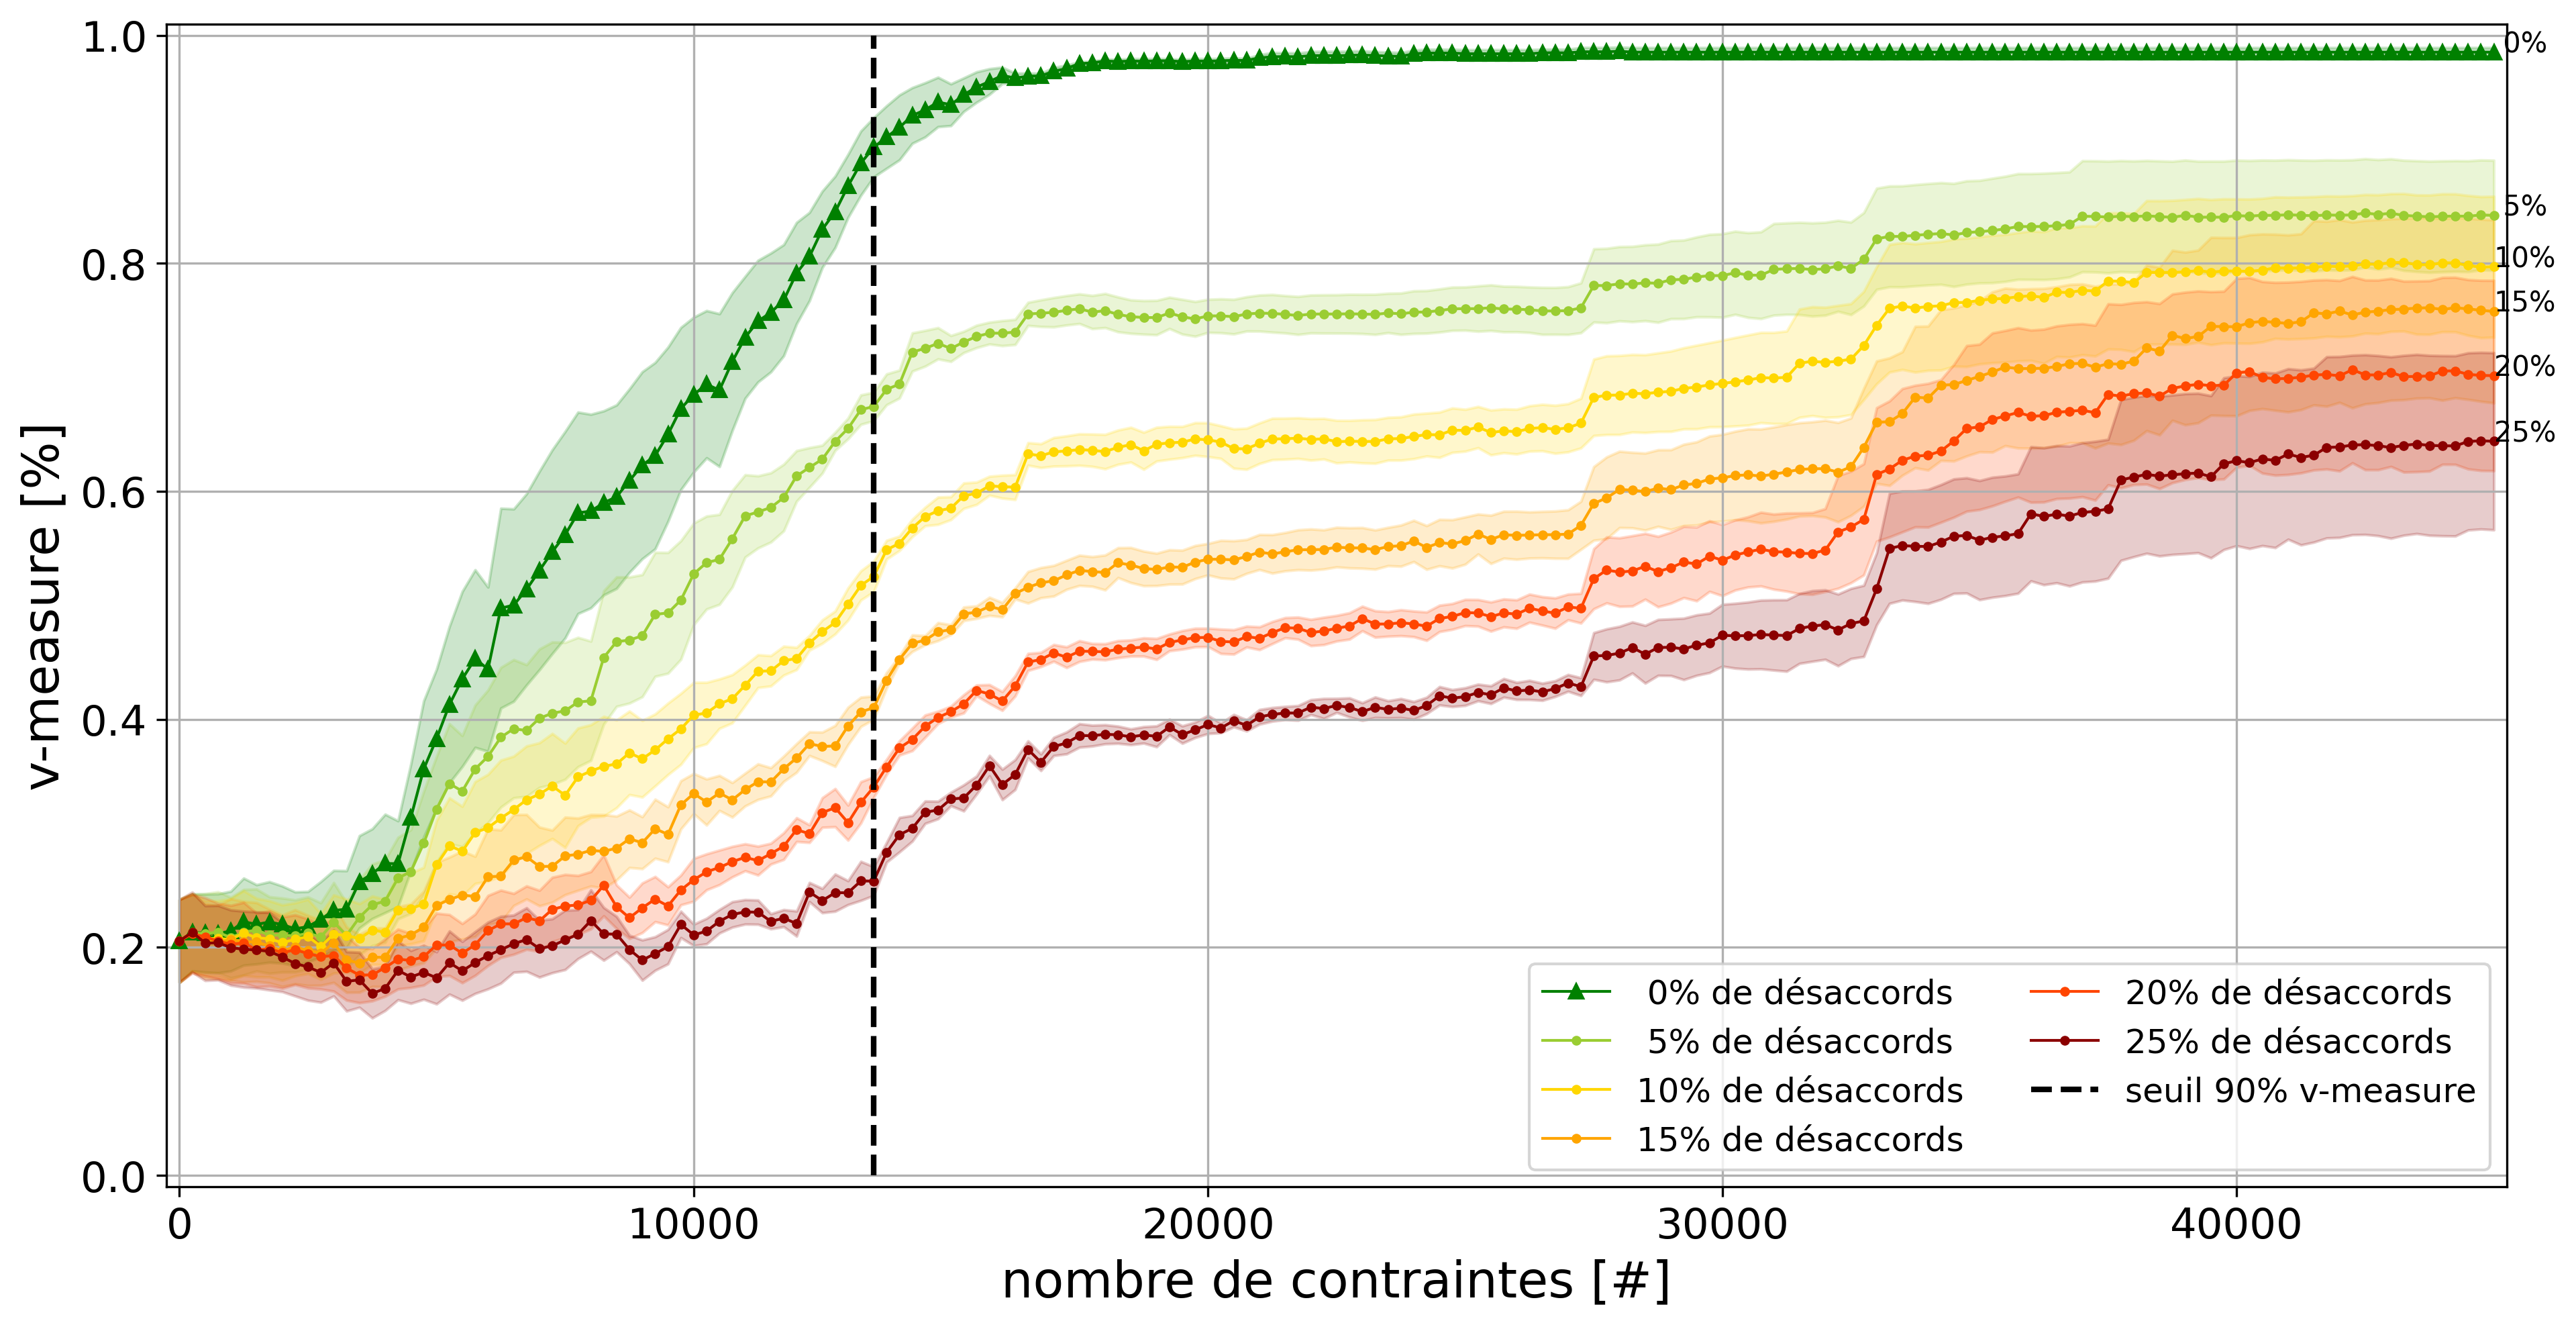 v-measure [%]
1.0
0.8
0.6
0.4
0.2
0.0
0%
5%
10%
15%
20%
25%
0% de désaccords
5% de désaccords
10% de désaccords
15% de désaccords
20% de désaccords
25% de désaccords
seuil 90% v-measure
0
10000
20000
30000
40000
nombre de contraintes [#]